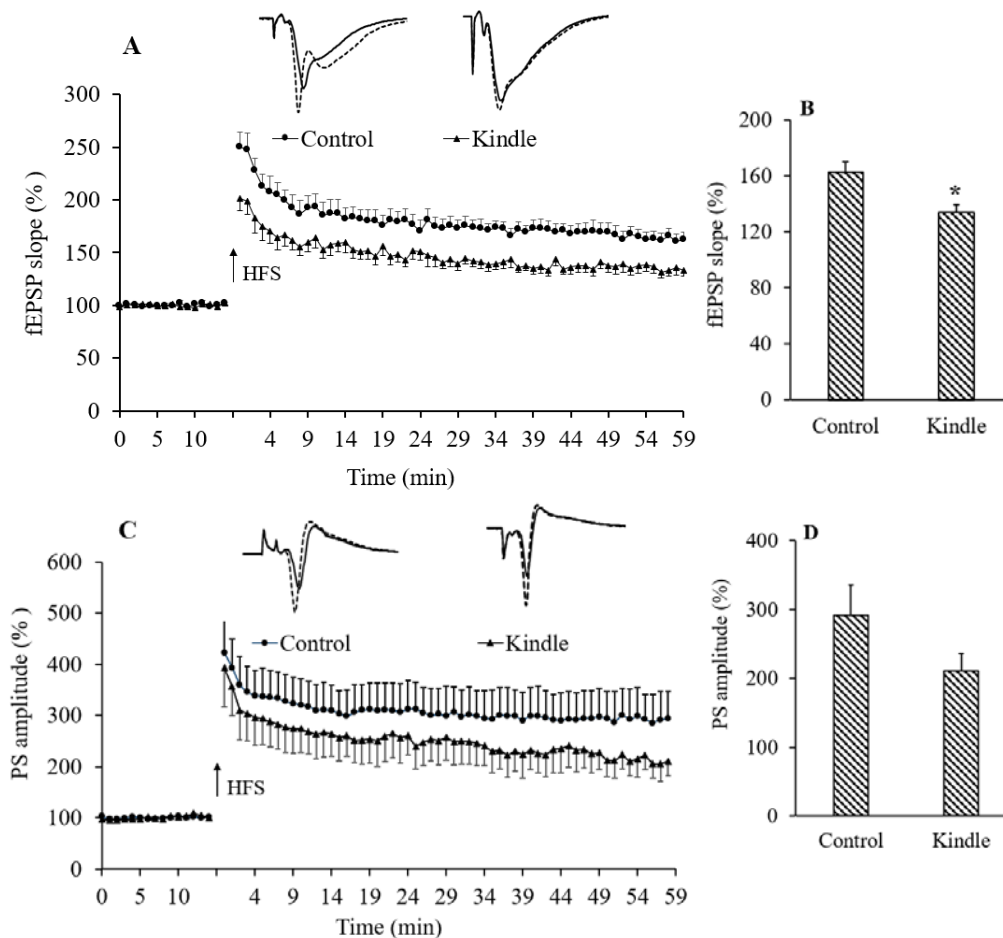 A
300
250
200
150
100
50
0
fEPSP slope (%)
Control
Kindle
HFS
0 5 10 4 9 14 19 24 29 34 39 44 49 54 59
Time (min)
B
200
160
120
80
40
0
fEPSP slope (%)
*
Control Kindle
C
600
500
400
300
200
100
0
PS amplitude (% )
Control
Kindle
HFS
0 5 10 4 9 14 19 24 29 34 39 44 49 54 59
Time (min)
D
400
300
200
100
0
PS amplitude (%)
Control Kindle